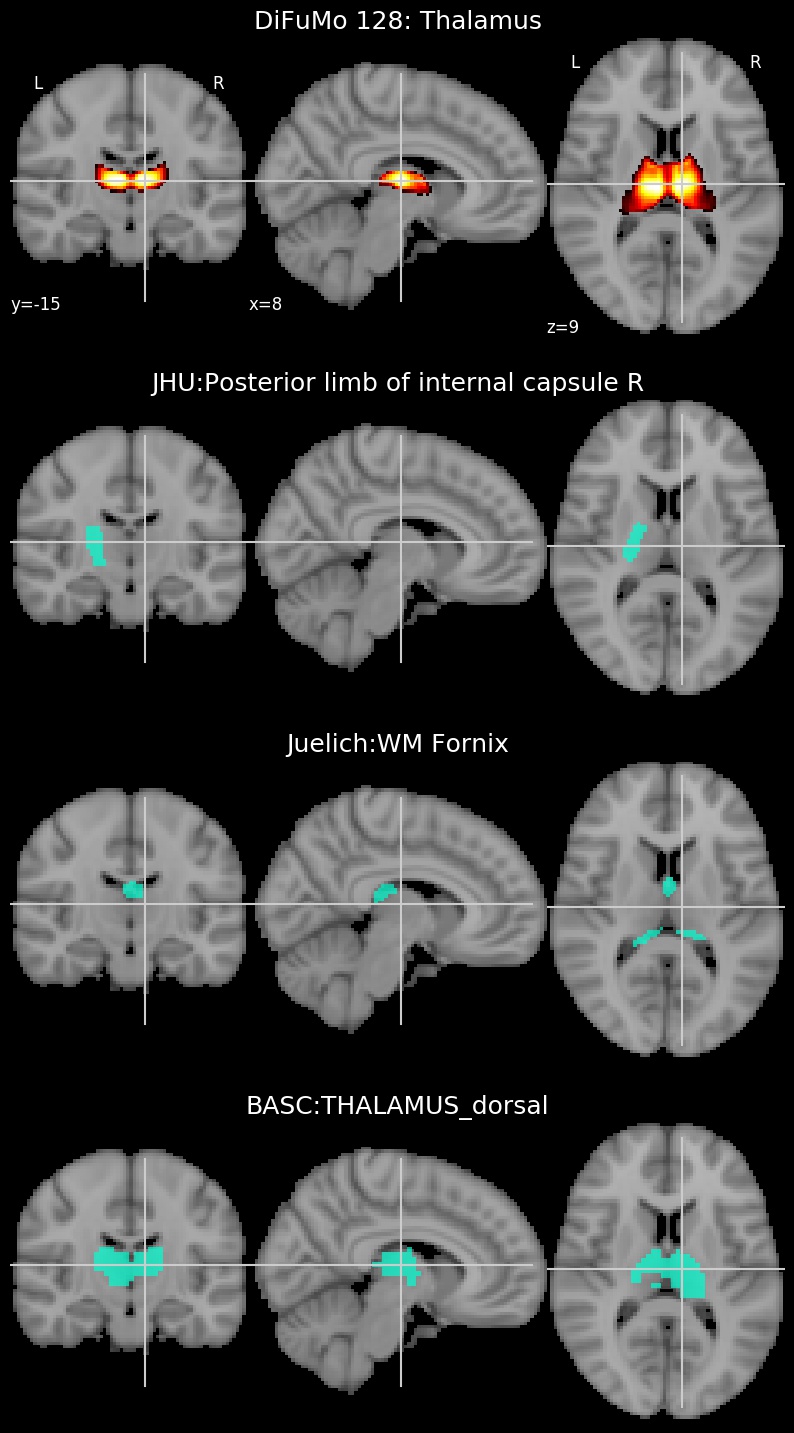 DiFuMo 128: Thalamus
L
R
L
R
y=-15
x=8
z=9
JHU:Posterior limb of internal capsule R
Juelich:WM Fornix
BASC:THALAMUS_dorsal